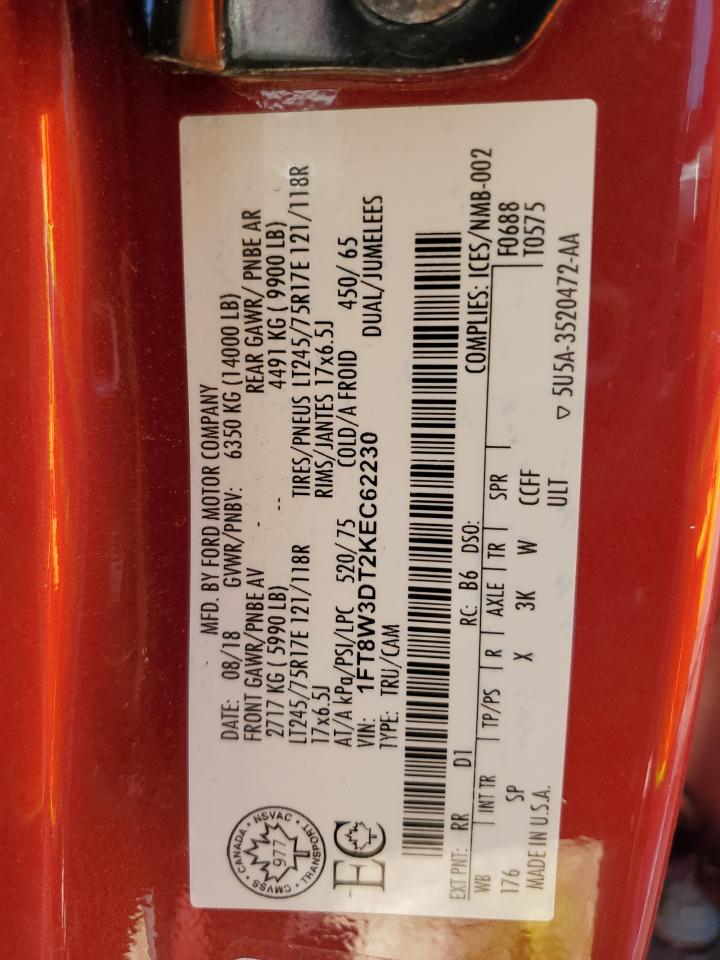 MFD. BY FORD MOTOR COMPANY
DATE: 08/18 GVWR/PNBV: 6350 KG (14000 LB)
FRONT GAWR/PNBE AV - REAR GAWR/ PNBE AR
2717 KG ( 5990 LB) -- 4491 KG ( 9900 LB)
LT245/75R17E 121/118R TIRES/PNEUS LT245/75R17E 121/118R
17x6.5J RIMS/JANTES 17x6.5J
AT/A kPa/PSI/LPC 520/ 75 COLD/A FROID 450/ 65
VIN: 1FT8W3DT2KEC62230 DUAL/JUMELEES
TYPE: TRU/CAM
CANADA • NSVAC • TRANSPORT • CMVSS •
977
EC
COMPLIES: ICES/NMB-002
EXT PNT: RR D1 RC: B6 DSO: F0688
WB INT TR TP/PS R AXLE TR SPR T0575
176 SP X 3K W CCFF
ULT
MADE IN U.S.A. ▽ 5U5A-3520472-AA